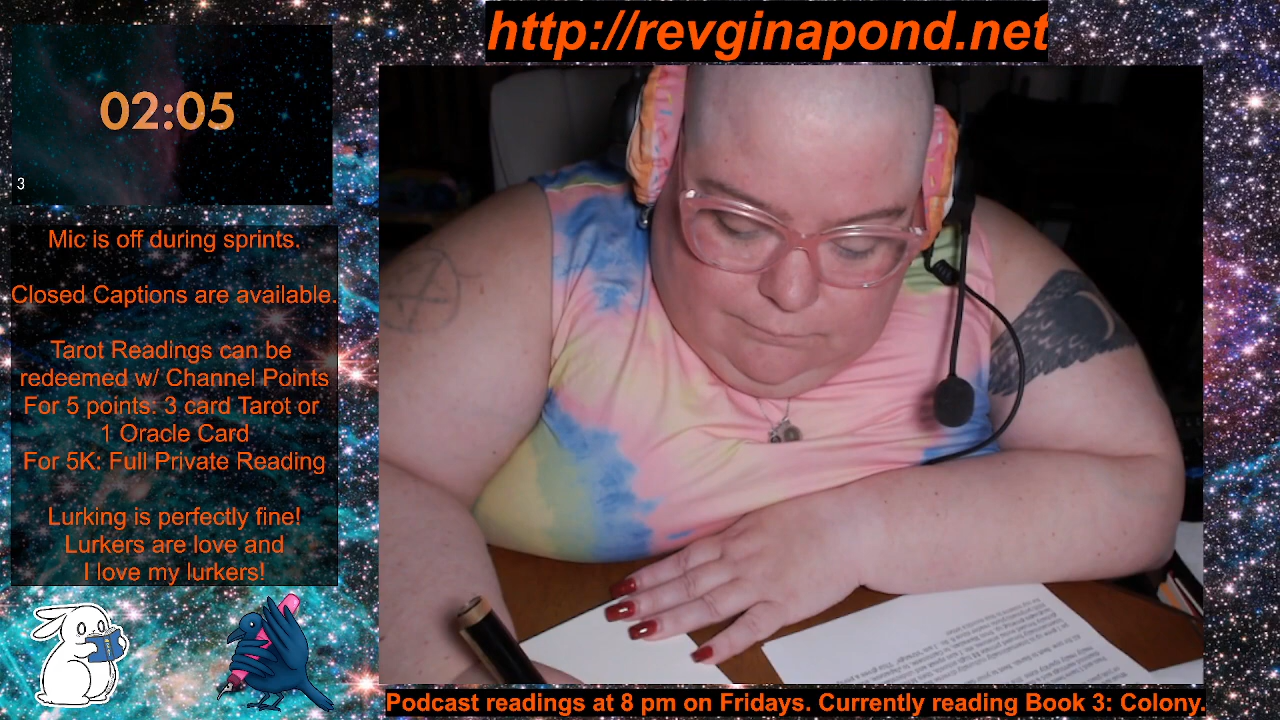 http://revginapond.net
02:05
3
Mic is off during sprints.
Closed Captions are available.
Tarot Readings can be
redeemed w/ Channel Points
For 5 points: 3 card Tarot or
1 Oracle Card
For 5K: Full Private Reading
Lurking is perfectly fine!
Lurkers are love and
I love my lurkers!
Podcast readings at 8 pm on Fridays. Currently reading Book 3: Colony.